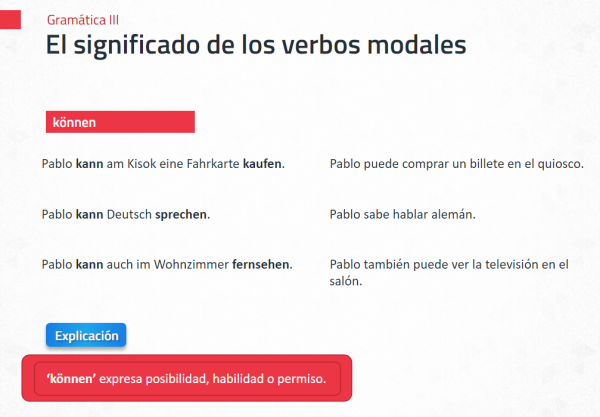 Gramática III
El significado de los verbos modales
können
Pablo kann am Kisok eine Fahrkarte kaufen.
Pablo puede comprar un billete en el quiosco.
Pablo kann Deutsch sprechen.
Pablo sabe hablar alemán.
Pablo kann auch im Wohnzimmer fernsehen.
Pablo también puede ver la televisión en el
salón.
Explicación
‘können’ expresa posibilidad, habilidad o permiso.